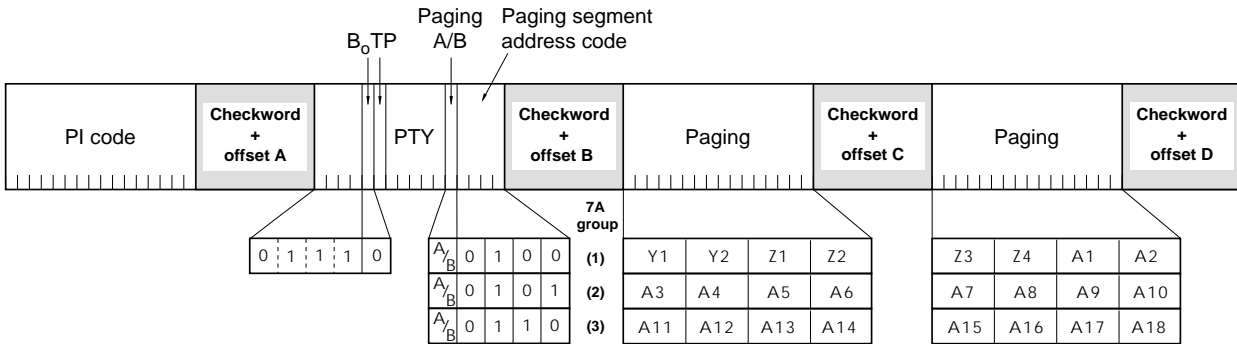 Paging Paging segment
BoTP A/B address code
PI code Checkword + offset A PTY Checkword + offset B Paging Checkword + offset C Paging Checkword + offset D
7A group
0 1 1 1 0 A/B 0 1 0 0 (1) Y1 Y2 Z1 Z2 Z3 Z4 A1 A2
A/B 0 1 0 1 (2) A3 A4 A5 A6 A7 A8 A9 A10
A/B 0 1 1 0 (3) A11 A12 A13 A14 A15 A16 A17 A18